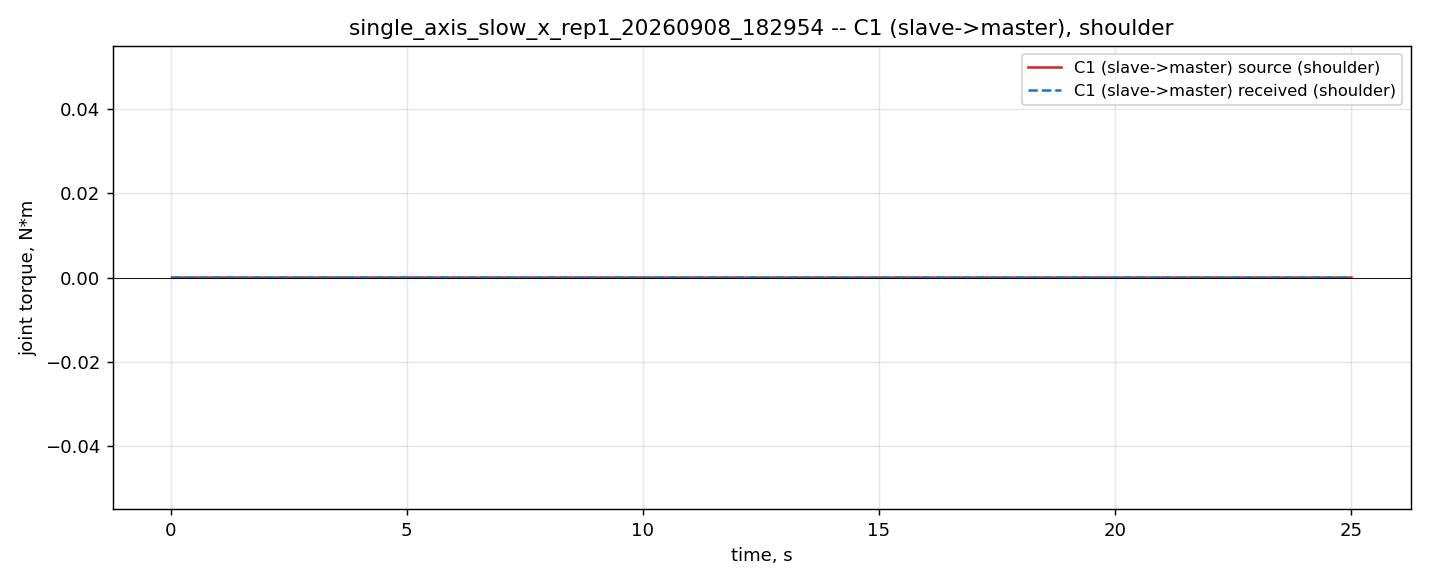 single_axis_slow_x_rep1_20260908_182954 -- C1 (slave->master), shoulder
C1 (slave->master) source (shoulder)
C1 (slave->master) received (shoulder)
joint torque, N*m
0.04
0.02
0.00
−0.02
−0.04
0
5
10
15
20
25
time, s